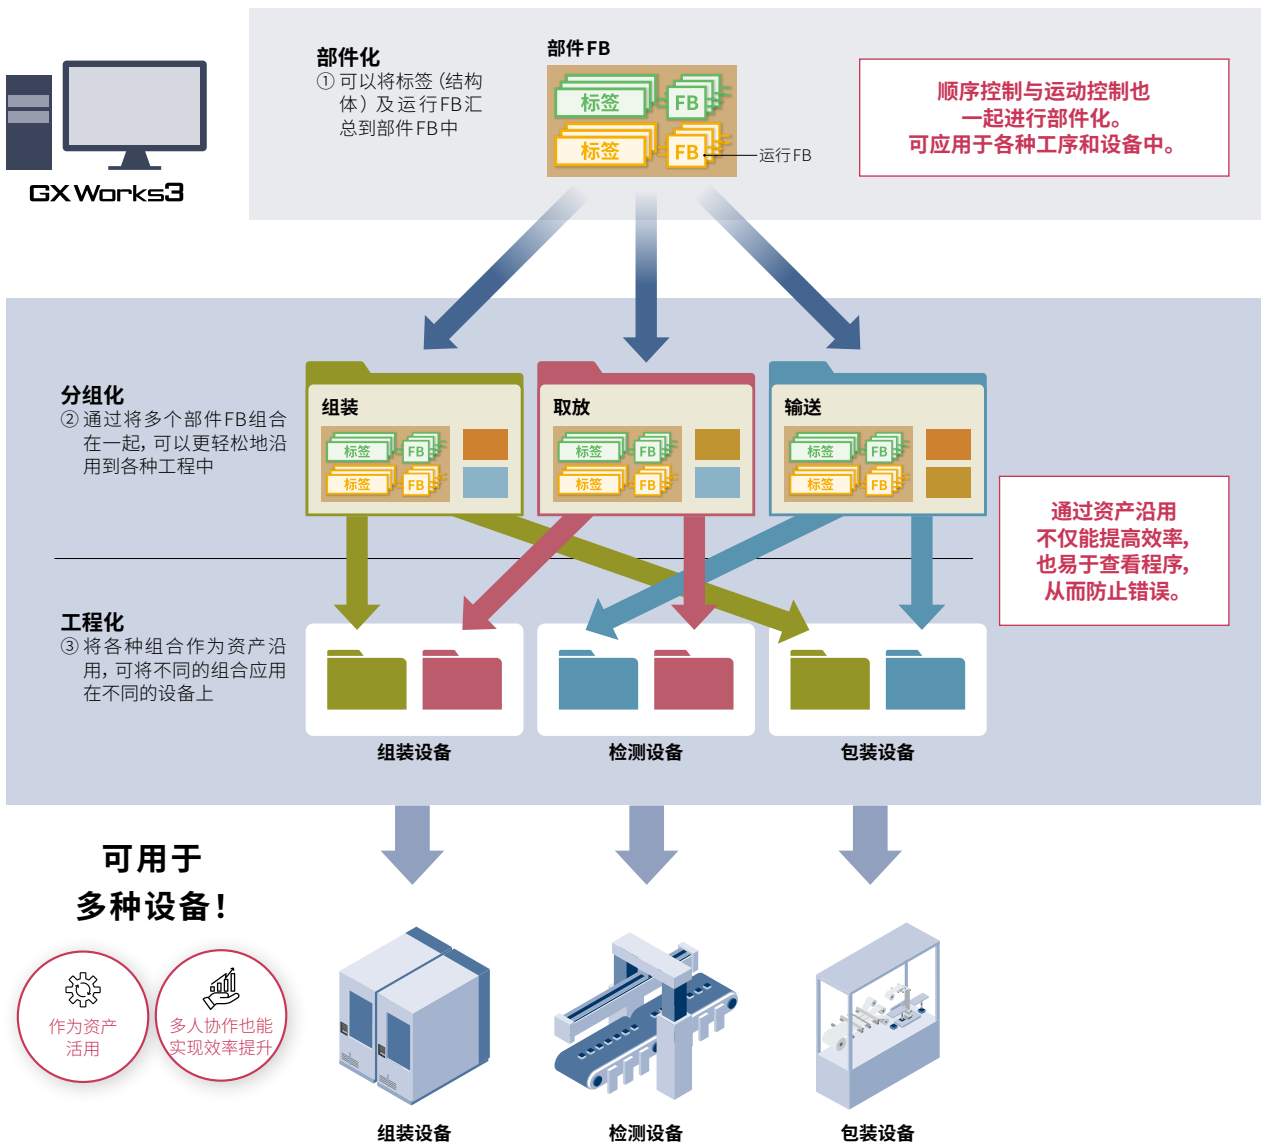 GX Works3
部件化
① 可以将标签(结构
体)及运行FB汇
总到部件FB中
部件FB
标签 FB
标签 FB
运行FB
顺序控制与运动控制也
一起进行部件化。
可应用于各种工序和设备中。
分组化
② 通过将多个部件FB组合
在一起,可以更轻松地沿
用到各种工程中
组装
标签 FB
标签 FB
取放
标签 FB
标签 FB
输送
标签 FB
标签 FB
通过资产沿用
不仅能提高效率,
也易于查看程序,
从而防止错误。
工程化
③ 将各种组合作为资产沿
用,可将不同的组合应用
在不同的设备上
组装设备
检测设备
包装设备
可用于
多种设备!
作为资产
活用
多人协作也能
实现效率提升
组装设备
检测设备
包装设备